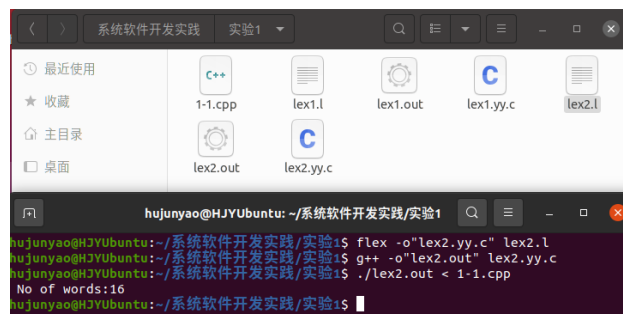 系统软件开发实践 实验1
最近使用
收藏
主目录
桌面
C++
1-1.cpp
lex1.l
lex1.out
C
lex1.yy.c
lex2.l
lex2.out
C
lex2.yy.c
hujunyao@HJYUbuntu: ~/系统软件开发实践/实验1
hujunyao@HJYUbuntu:~/系统软件开发实践/实验1$ flex -o"lex2.yy.c" lex2.l
hujunyao@HJYUbuntu:~/系统软件开发实践/实验1$ g++ -o"lex2.out" lex2.yy.c
hujunyao@HJYUbuntu:~/系统软件开发实践/实验1$ ./lex2.out < 1-1.cpp
No of words:16
hujunyao@HJYUbuntu:~/系统软件开发实践/实验1$